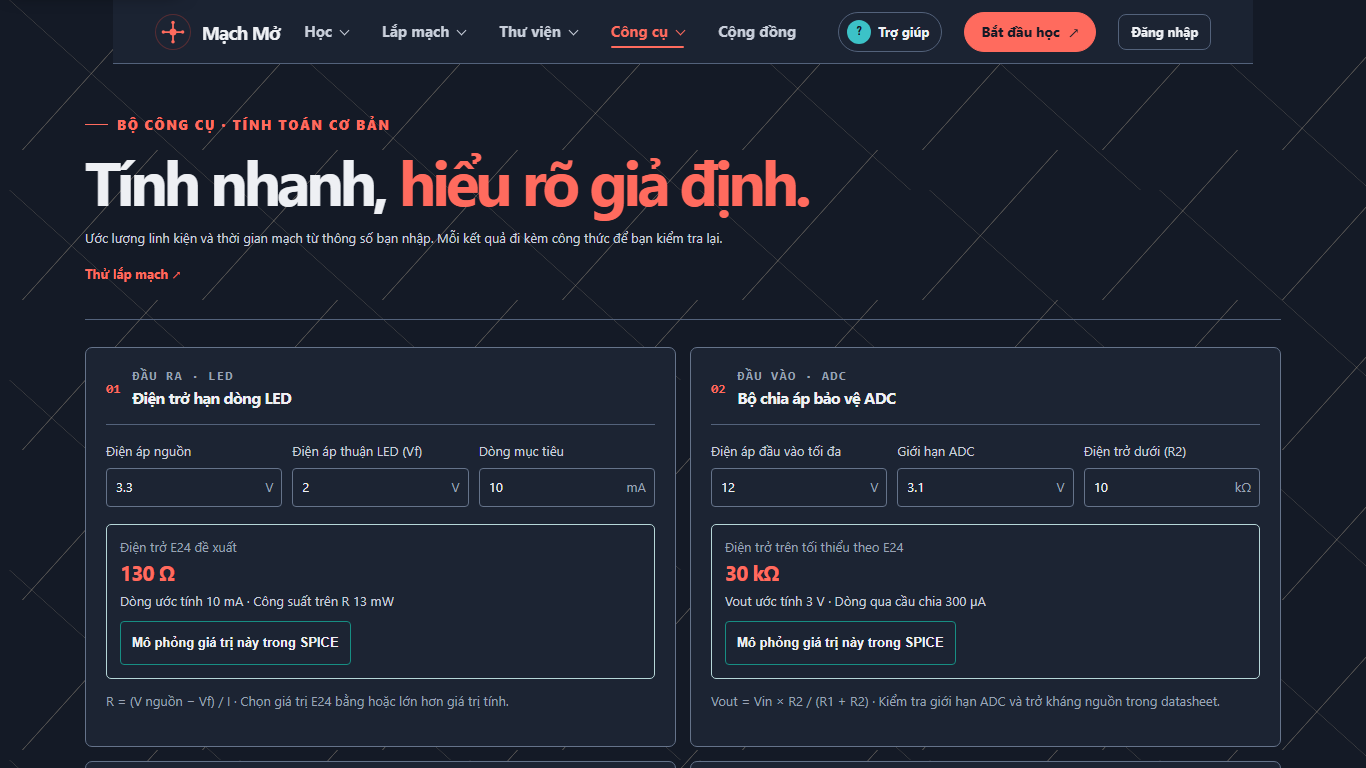 Mạch Mở
Học
Lắp mạch
Thư viện
Công cụ
Cộng đồng
? Trợ giúp
Bắt đầu học ↗
Đăng nhập
BỘ CÔNG CỤ · TÍNH TOÁN CƠ BẢN
Tính nhanh, hiểu rõ giả định.
Ước lượng linh kiện và thời gian mạch từ thông số bạn nhập. Mỗi kết quả đi kèm công thức để bạn kiểm tra lại.
Thử lắp mạch ↗
01
ĐẦU RA · LED
Điện trở hạn dòng LED
Điện áp nguồn
Điện áp thuận LED (Vf)
Dòng mục tiêu
3.3 V
2 V
10 mA
Điện trở E24 đề xuất
130 Ω
Dòng ước tính 10 mA · Công suất trên R 13 mW
Mô phỏng giá trị này trong SPICE
R = (V nguồn − Vf) / I · Chọn giá trị E24 bằng hoặc lớn hơn giá trị tính.
02
ĐẦU VÀO · ADC
Bộ chia áp bảo vệ ADC
Điện áp đầu vào tối đa
Giới hạn ADC
Điện trở dưới (R2)
12 V
3.1 V
10 kΩ
Điện trở trên tối thiểu theo E24
30 kΩ
Vout ước tính 3 V · Dòng qua cầu chia 300 µA
Mô phỏng giá trị này trong SPICE
Vout = Vin × R2 / (R1 + R2) · Kiểm tra giới hạn ADC và trở kháng nguồn trong datasheet.